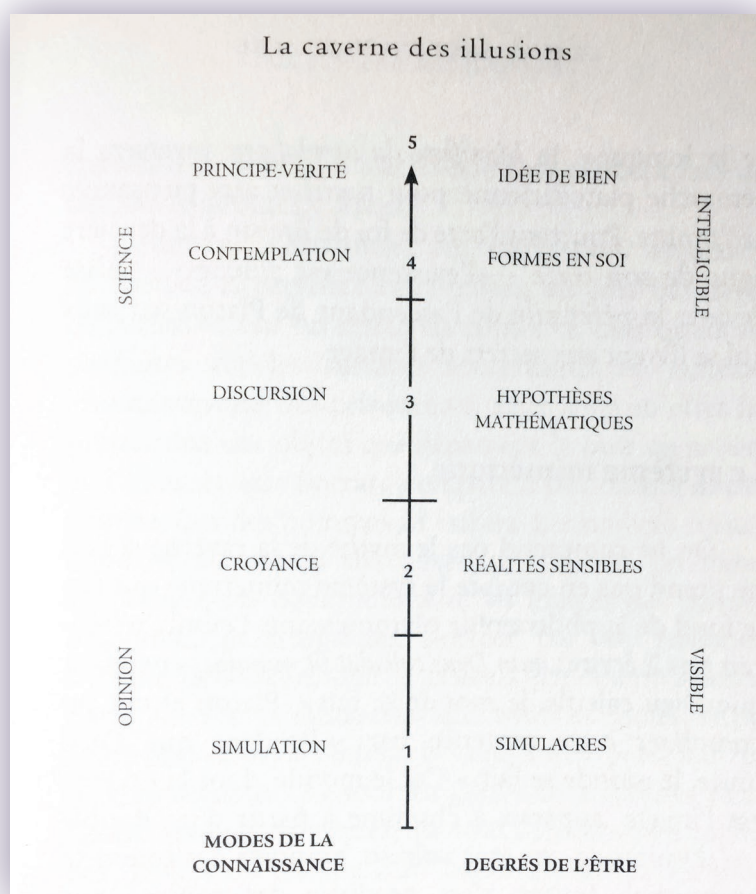 La caverne des illusions
5
PRINCIPE-VÉRITÉ
IDÉE DE BIEN
SCIENCE
INTELLIGIBLE
CONTEMPLATION
4
FORMES EN SOI
DISCURSION
3
HYPOTHÈSES
MATHÉMATIQUES
CROYANCE
2
RÉALITÉS SENSIBLES
OPINION
VISIBLE
SIMULATION
1
SIMULACRES
MODES DE LA
CONNAISSANCE
DEGRÉS DE L'ÊTRE